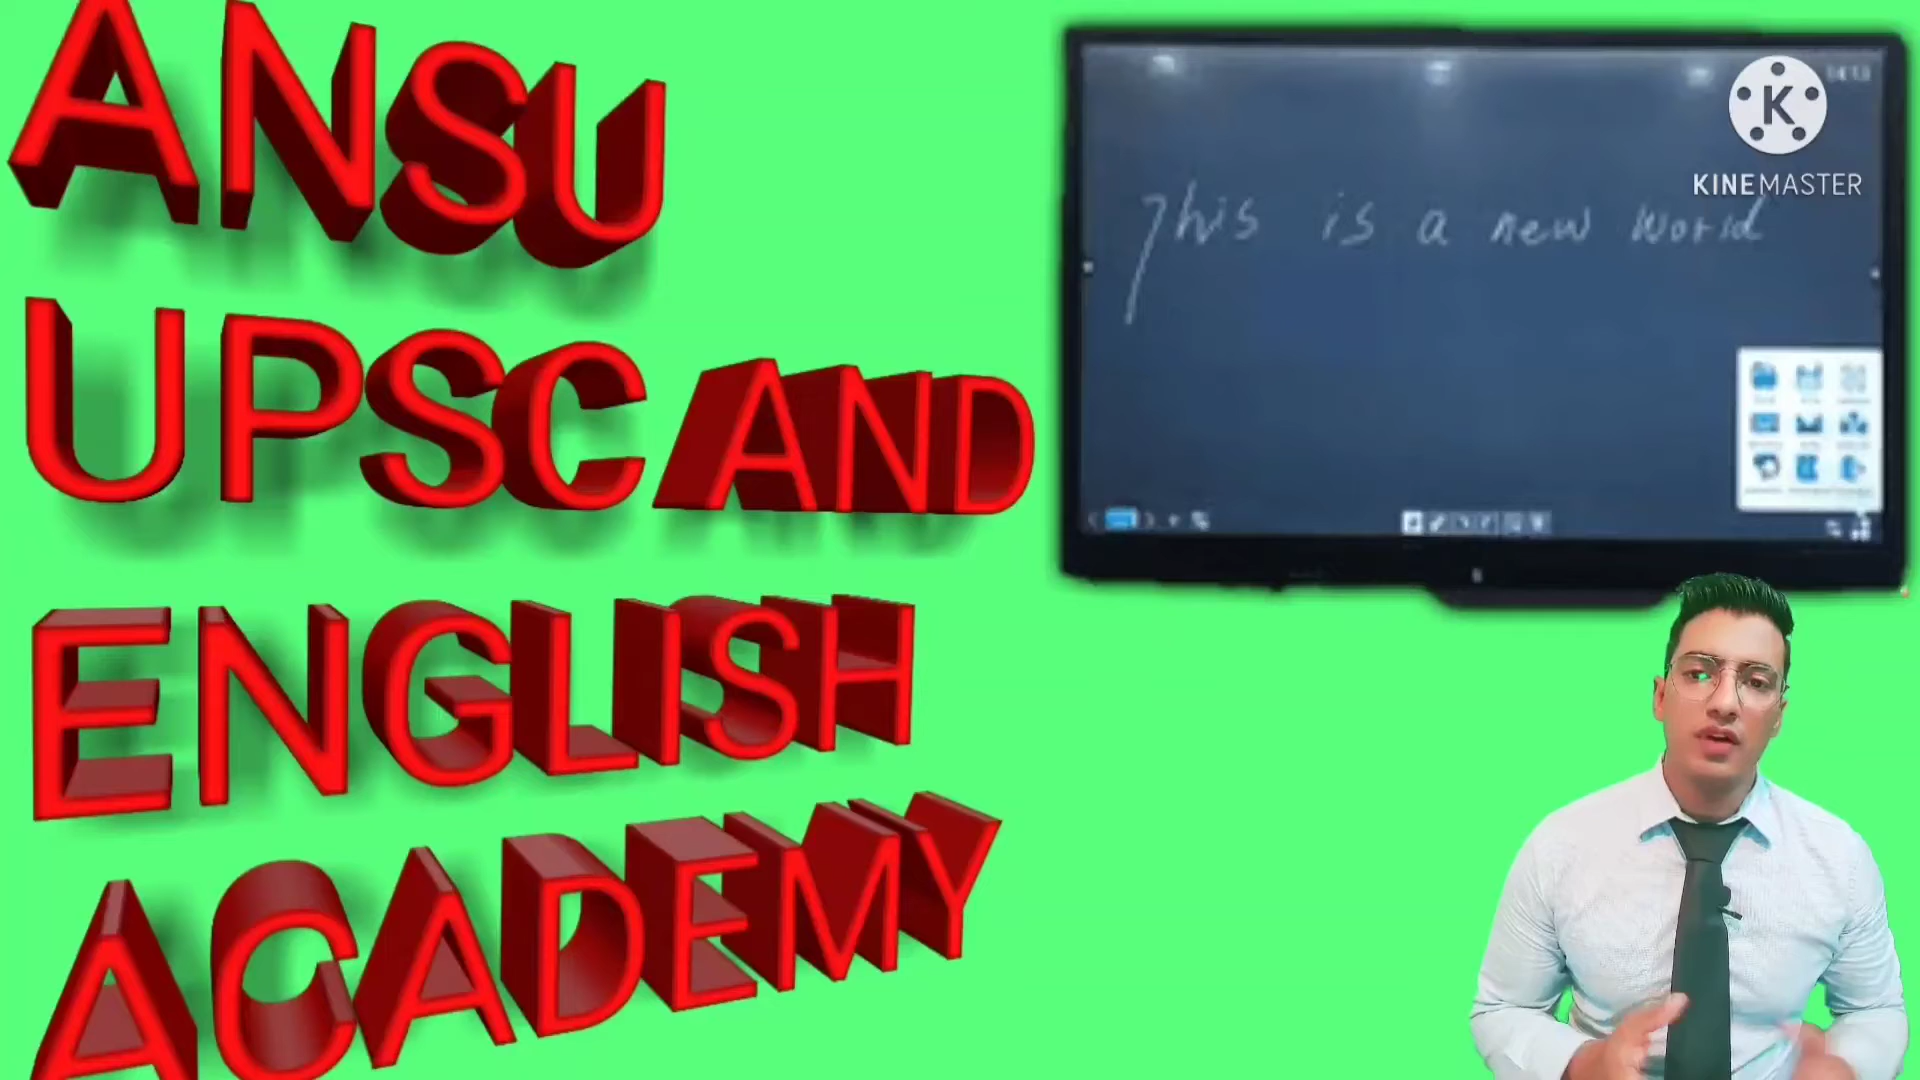 ANSU
UPSC AND
ENGLISH
ACADEMY
This is a new world
KINEMASTER